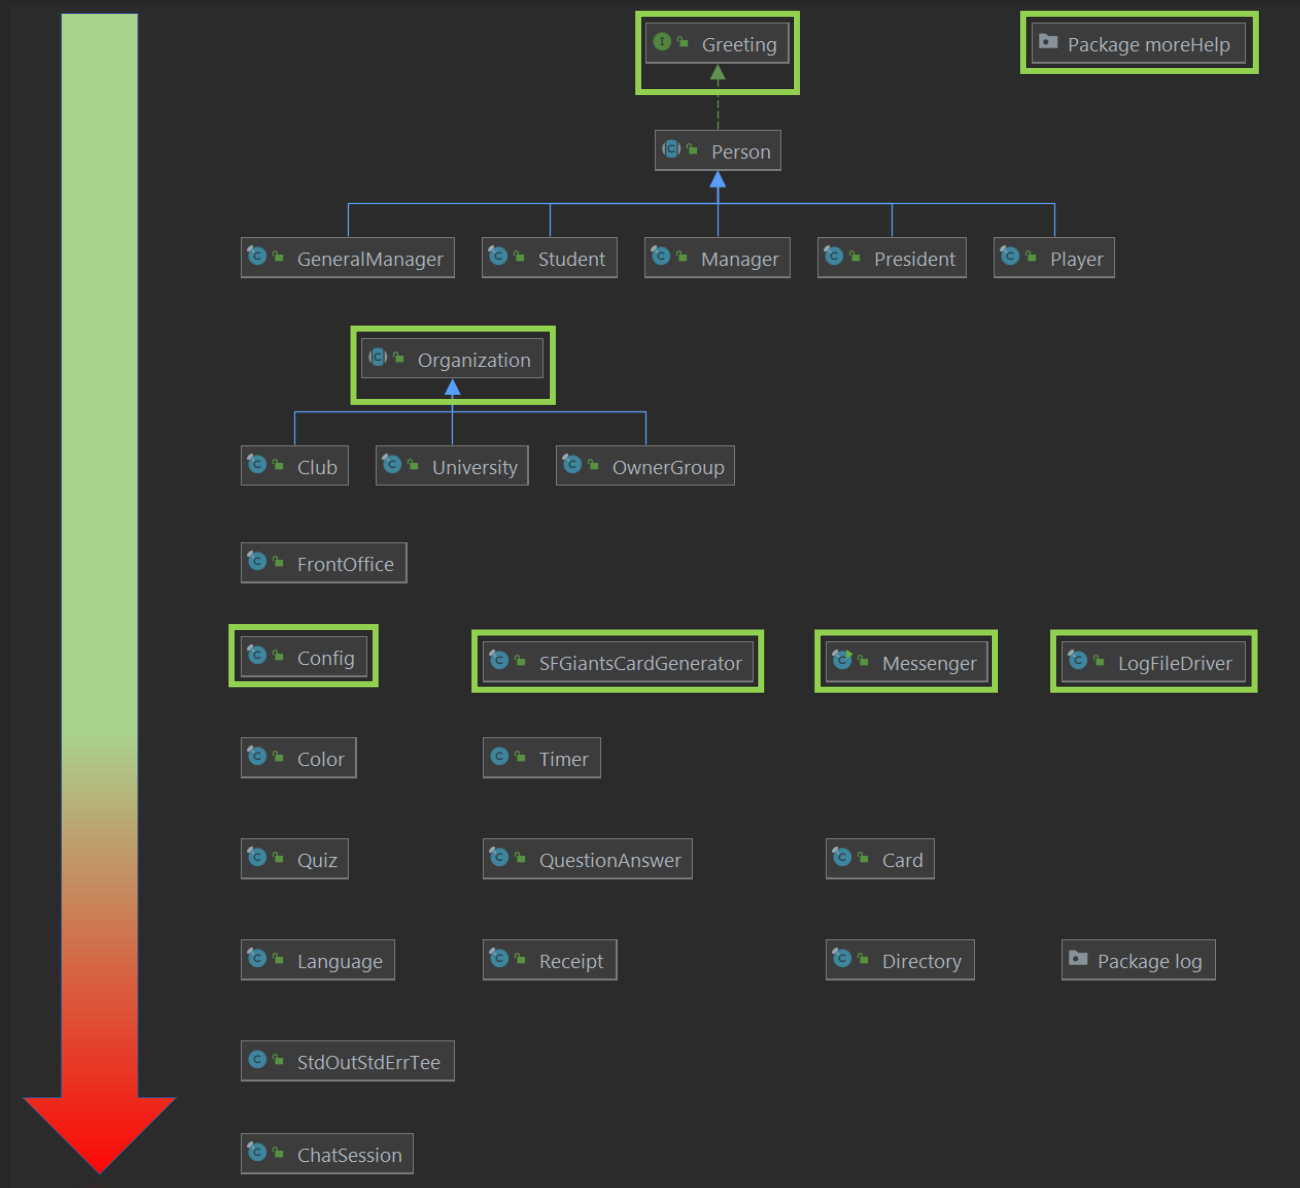 Greeting
Package moreHelp
Person
GeneralManager
Student
Manager
President
Player
Organization
Club
University
OwnerGroup
FrontOffice
Config
SFGiantsCardGenerator
Messenger
LogFileDriver
Color
Timer
Quiz
QuestionAnswer
Card
Language
Receipt
Directory
Package log
StdOutStdErrTee
ChatSession